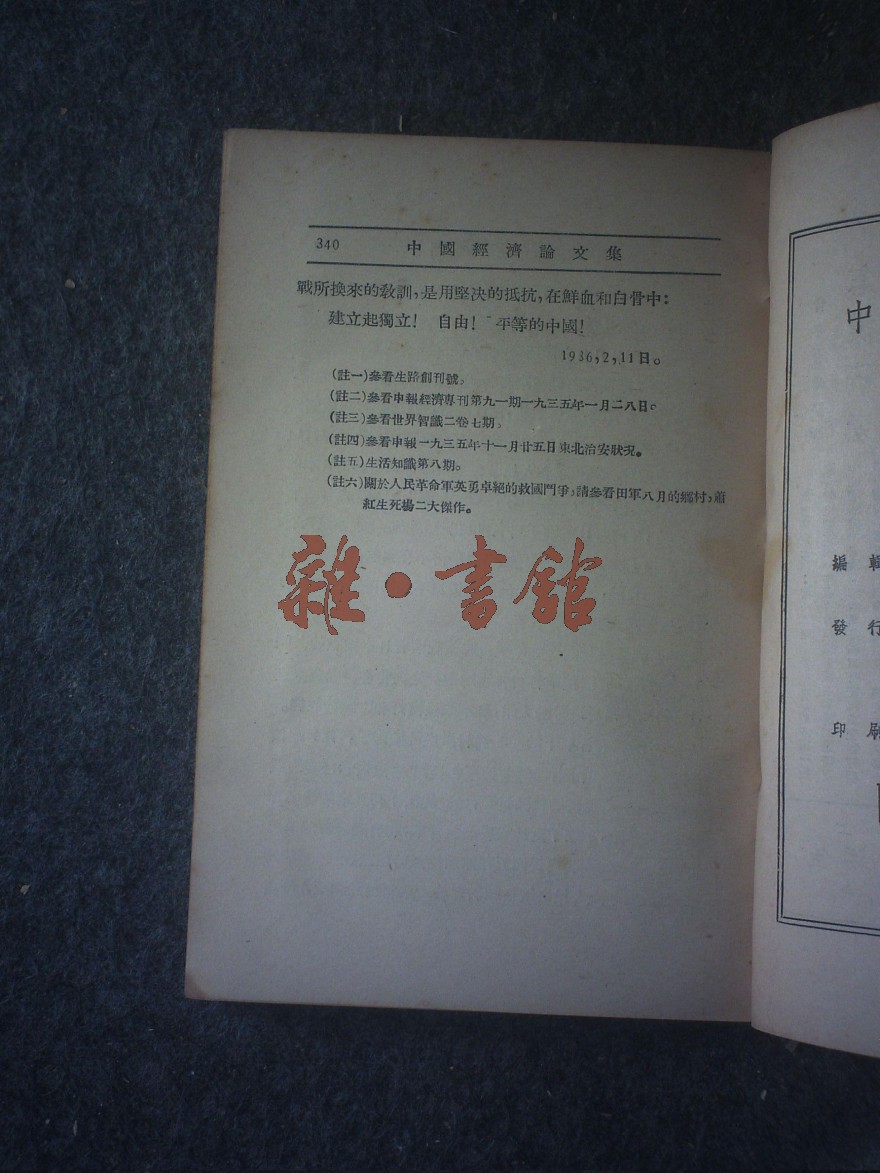 340 中國經濟論文集
戰所換來的敎訓,是用堅決的抵抗,在鮮血和白骨中:
建立起獨立! 自由! 平等的中國!
1936,2,11日。
(註一)參看生路創刊號。
(註二)參看申報經濟專刊第九一期一九三五年一月二八日。
(註三)參看世界智識二卷七期。
(註四)參看申報一九三五年十一月廿五日東北治安狀況。
(註五)生活知識第八期。
(註六)關於人民革命軍英勇卓絕的救國鬥爭,請參看田軍八月的鄉村,蕭
紅生死場二大傑作。
雜·書館
中
編輯
發行
印刷